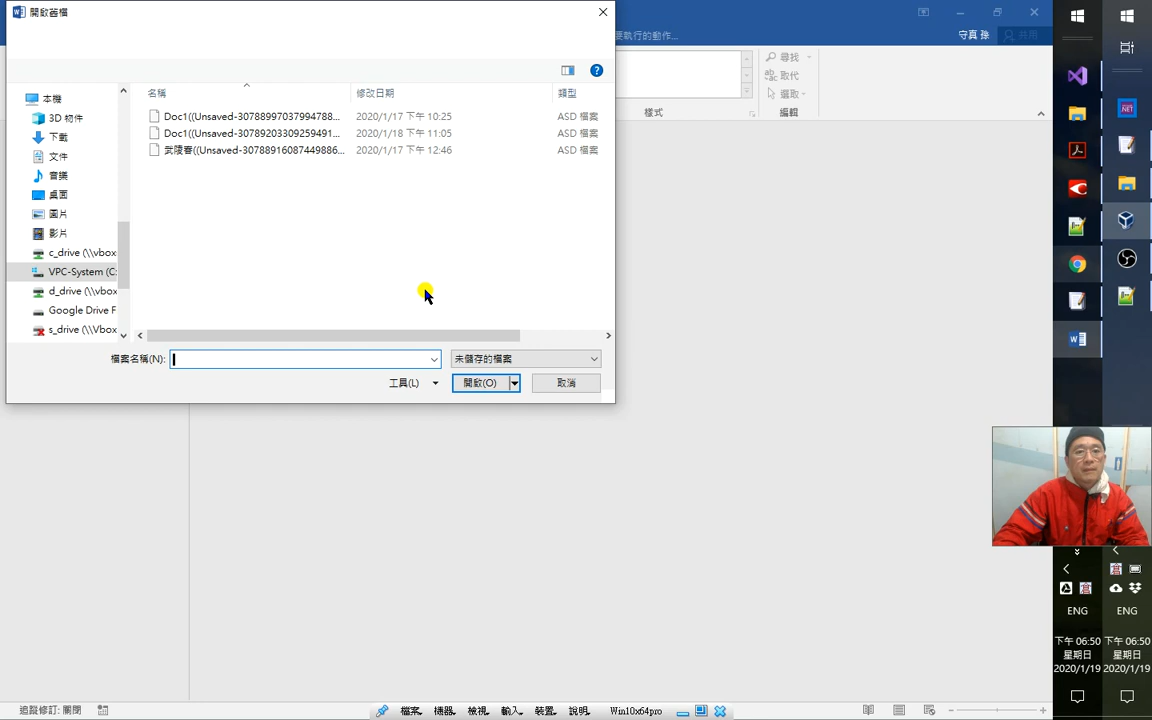 開啟舊檔
要執行的動作...
守真 孫
共用
本機
3D 物件
下載
文件
音樂
桌面
圖片
影片
c_drive (\\vbox
VPC-System (C:
d_drive (\\vbox
Google Drive F
s_drive (\\Vbox
名稱 修改日期 類型
Doc1((Unsaved-30788997037994788... 2020/1/17 下午 10:25 ASD 檔案
Doc1((Unsaved-30789203309259491... 2020/1/18 下午 11:05 ASD 檔案
武陵春((Unsaved-30788916087449886... 2020/1/17 下午 12:46 ASD 檔案
檔案名稱(N):
未儲存的檔案
工具(L)
開啟(O)
取消
尋找
取代
選取
樣式
編輯
.NET
ENG
ENG
下午 06:50
星期日
2020/1/19
下午 06:50
星期日
2020/1/19
追蹤修訂: 關閉
檔案 機器 檢視 輸入 裝置 說明 Win10x64pro